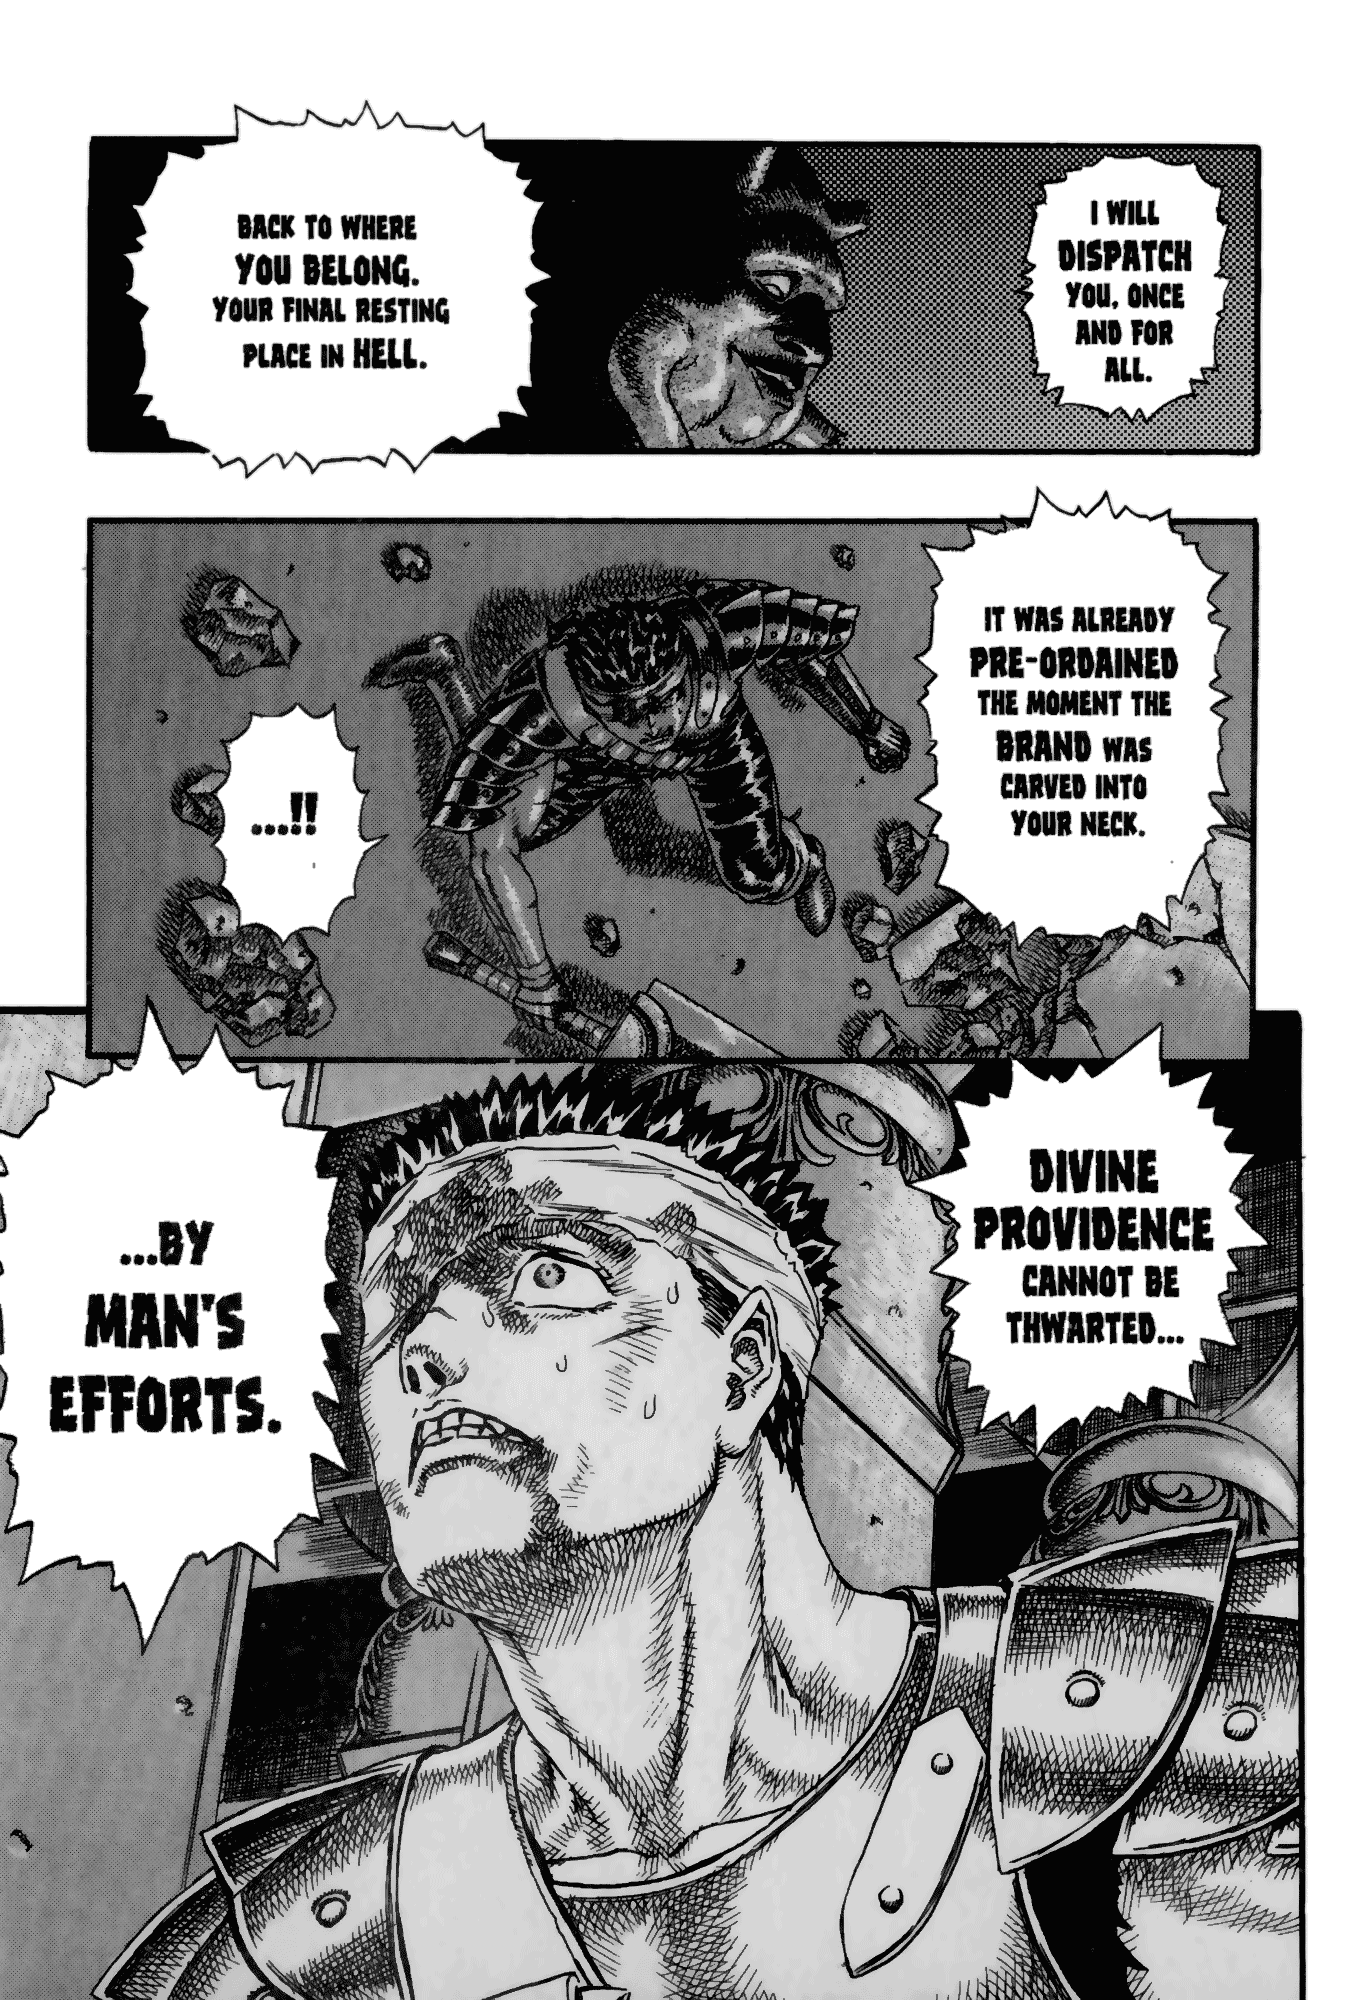 I WILL
DISPATCH
YOU, ONCE
AND FOR
ALL.
BACK TO WHERE
YOU BELONG.
YOUR FINAL RESTING
PLACE IN HELL.
IT WAS ALREADY
PRE-ORDAINED
THE MOMENT THE
BRAND WAS
CARVED INTO
YOUR NECK.
...!!
DIVINE
PROVIDENCE
CANNOT BE
THWARTED...
...BY
MAN'S
EFFORTS.